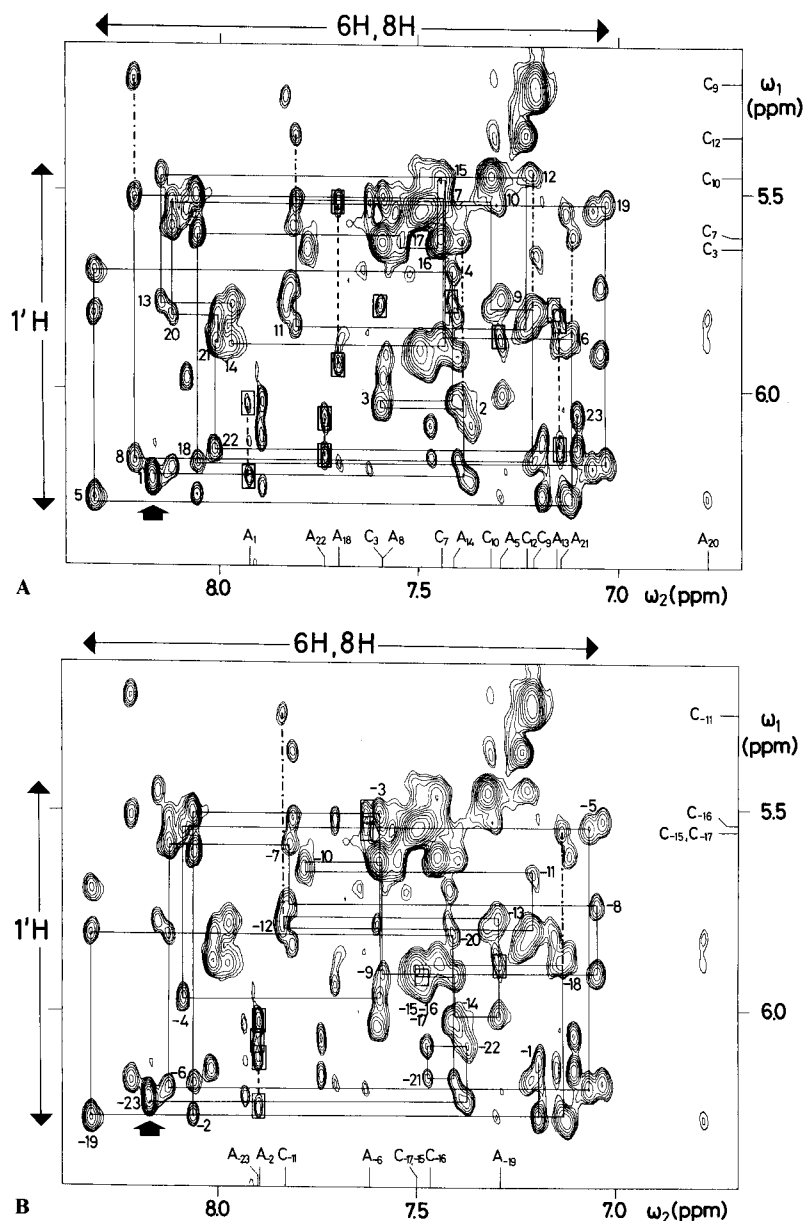 6H, 8H
C₉
ω₁
(ppm)
C₁₂
C₁₀
5.5
C₇
C₃
1'H
6.0
15
12
7
10
19
17
16
4
13
20
9
11
6
21
14
3
2
23
22
8
18
1
5
A₁
A₂₂
A₁₈
C₃
A₈
C₇
A₁₄
C₁₀
A₅
C₁₂
C₉
A₁₃
A₂₁
A₂₀
A
8.0
7.5
7.0
ω₂(ppm)
6H, 8H
C₋₁₁
ω₁
(ppm)
C₋₁₆
C₋₁₅, C₋₁₇
5.5
1'H
6.0
-3
-5
-7
-10
-11
-8
-12
-13
-20
-9
-18
-4
-15
-16
-17
-14
-22
-1
-6
-21
-23
-2
-19
A₋₂₃
A₋₂
C₋₁₁
A₋₆
C₋₁₇,₋₁₅
C₋₁₆
A₋₁₉
B
8.0
7.5
7.0
ω₂(ppm)